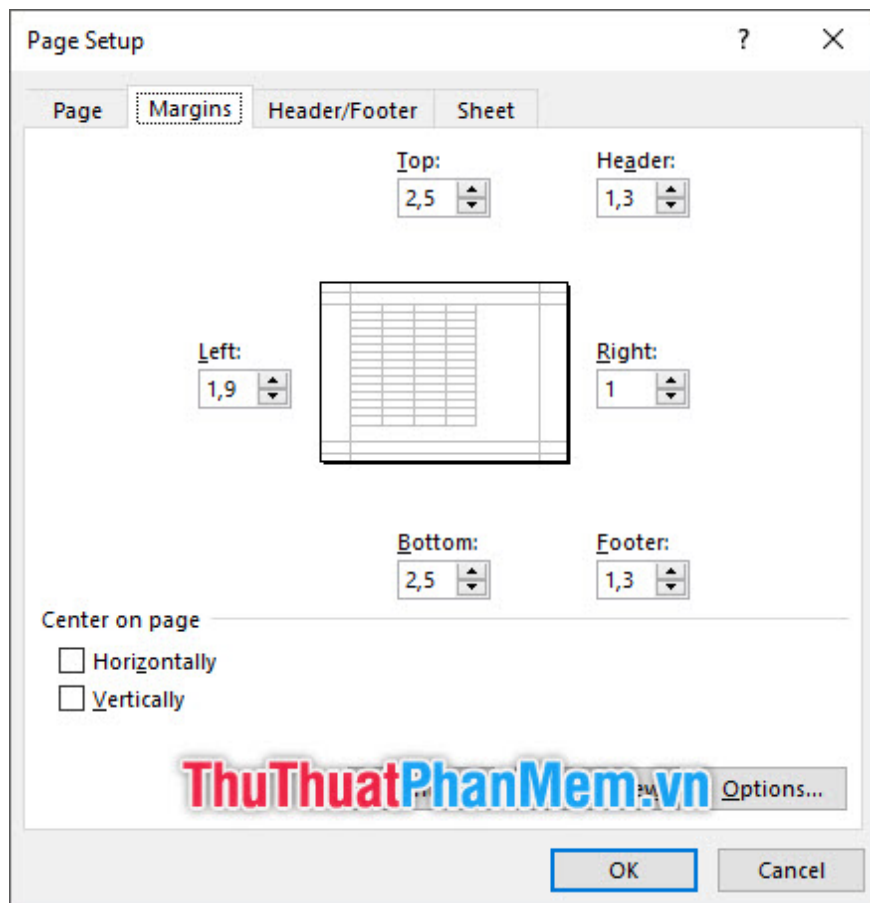 Page Setup ?
Page Margins Header/Footer Sheet
Top: Header:
2,5 1,3
Left: Right:
1,9 1
Bottom: Footer:
2,5 1,3
Center on page
Horizontally
Vertically
ThuThuatPhanMem.vn Options...
OK Cancel